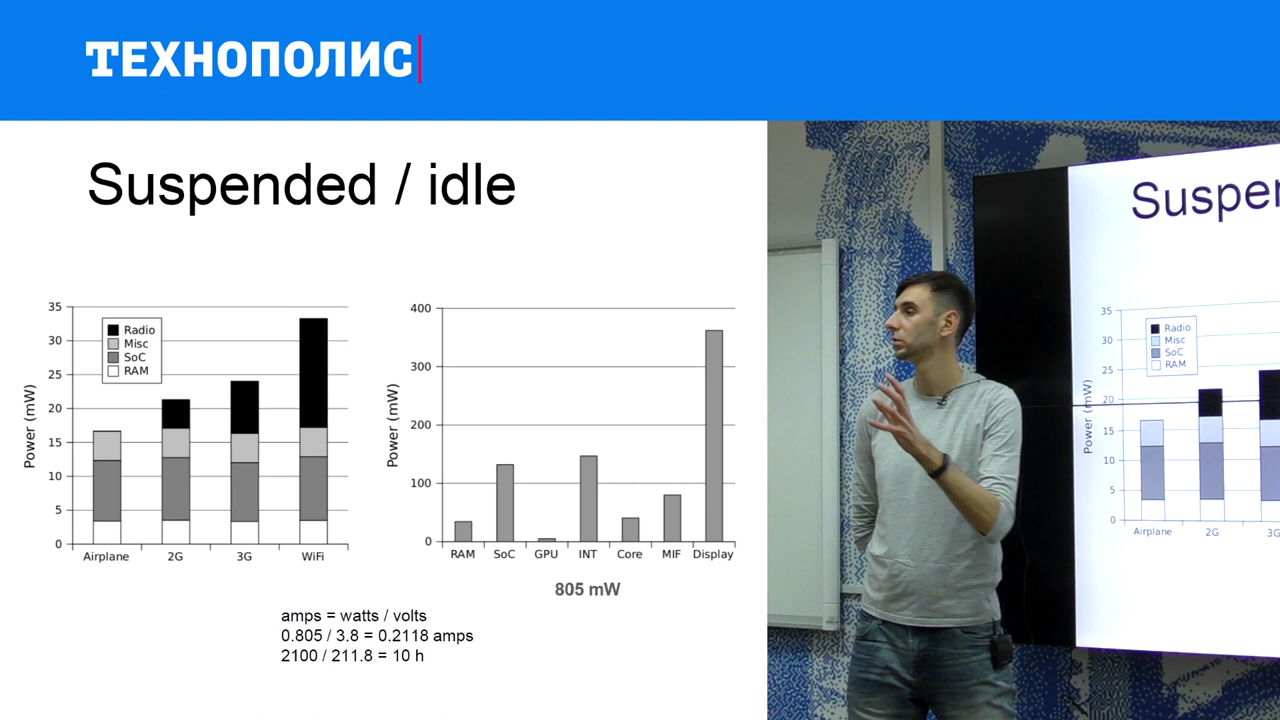 ТЕХНОПОЛИС
Suspended / idle
35
30
25
20
15
10
5
0
Power (mW)
Radio
Misc
SoC
RAM
Airplane 2G 3G WiFi
400
300
200
100
0
Power (mW)
RAM SoC GPU INT Core MIF Display
805 mW
amps = watts / volts
0.805 / 3.8 = 0.2118 amps
2100 / 211.8 = 10 h
Suspen
35
30
25
20
15
10
5
0
Power (mW)
Radio
Misc
SoC
RAM
Airplane 2G 3G